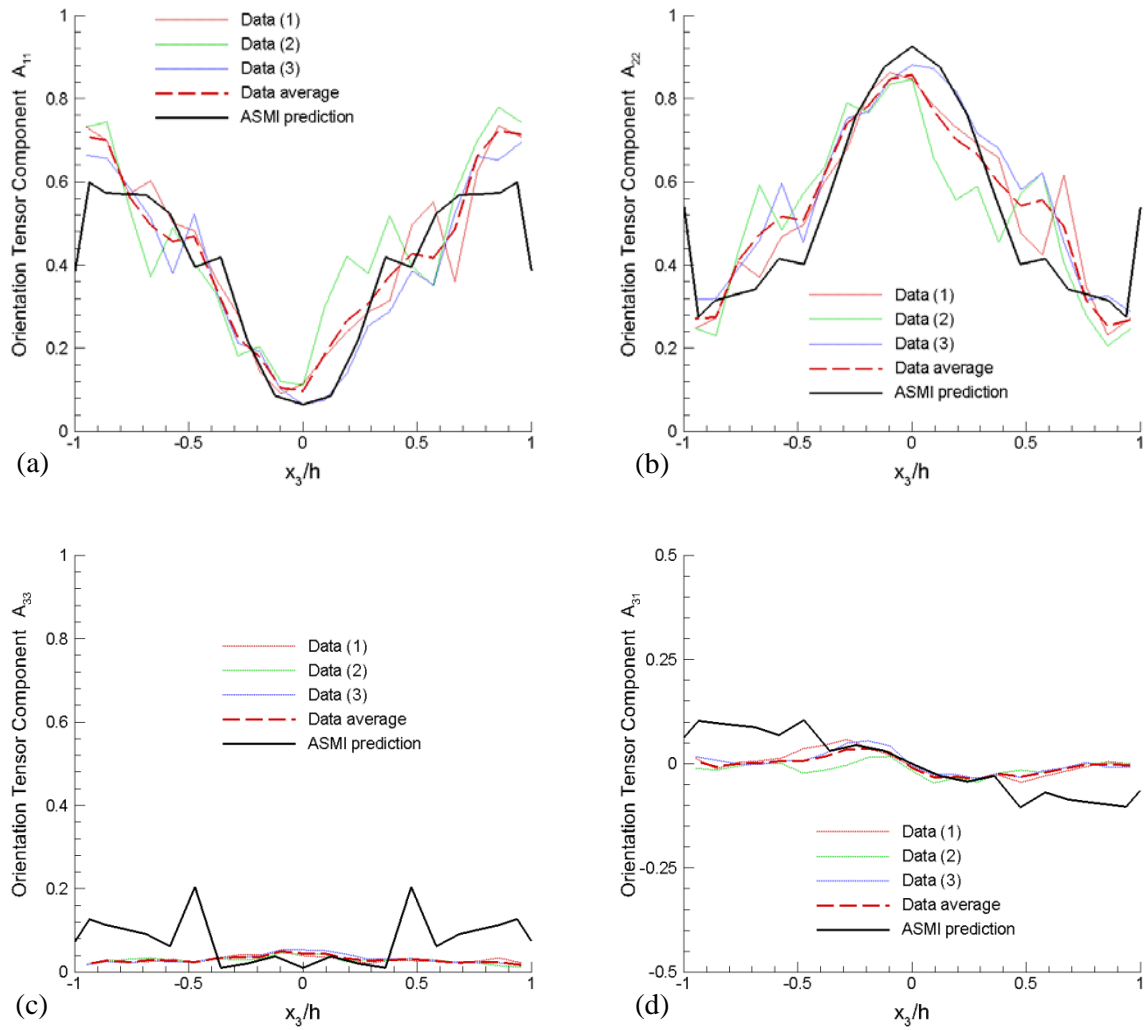 Orientation Tensor Component A₁₁
1
0.8
0.6
0.4
0.2
0
Data (1)
Data (2)
Data (3)
Data average
ASMI prediction
-1
-0.5
0
0.5
1
x₃/h
(a)
Orientation Tensor Component A₂₂
1
0.8
0.6
0.4
0.2
0
Data (1)
Data (2)
Data (3)
Data average
ASMI prediction
-1
-0.5
0
0.5
1
x₃/h
(b)
Orientation Tensor Component A₃₃
1
0.8
0.6
0.4
0.2
0
Data (1)
Data (2)
Data (3)
Data average
ASMI prediction
-1
-0.5
0
0.5
1
x₃/h
(c)
Orientation Tensor Component A₃₁
0.5
0.25
0
-0.25
-0.5
Data (1)
Data (2)
Data (3)
Data average
ASMI prediction
-1
-0.5
0
0.5
1
x₃/h
(d)